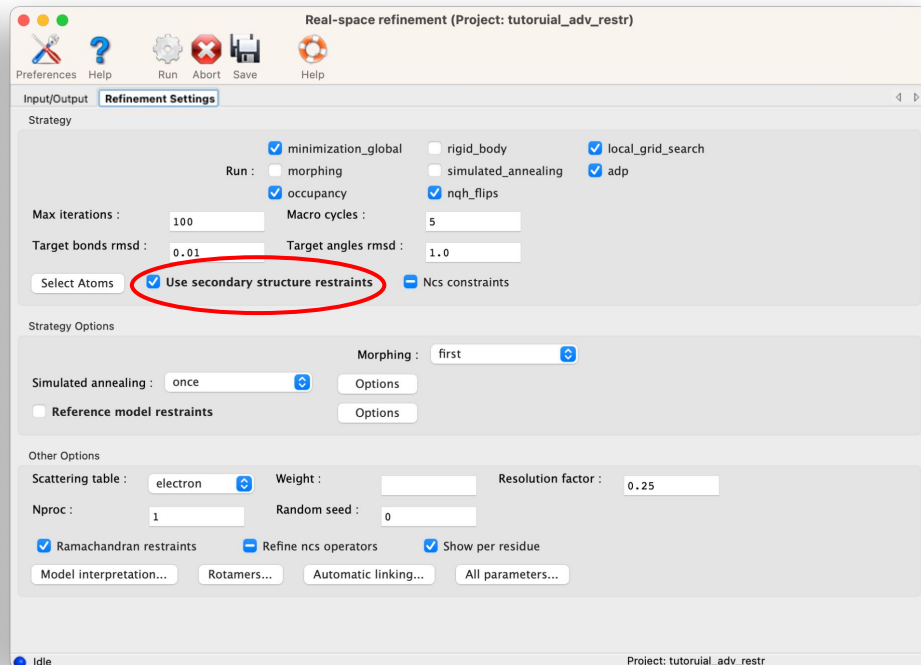 Real-space refinement (Project: tutoruial_adv_restr)
Preferences Help Run Abort Save Help
Input/Output Refinement Settings
Strategy
minimization_global rigid_body local_grid_search
Run : morphing simulated_annealing adp
occupancy nqh_flips
Max iterations : 100 Macro cycles : 5
Target bonds rmsd : 0.01 Target angles rmsd : 1.0
Select Atoms Use secondary structure restraints Ncs constraints
Strategy Options
Morphing : first
Simulated annealing : once Options
Reference model restraints Options
Other Options
Scattering table : electron Weight : Resolution factor : 0.25
Nproc : 1 Random seed : 0
Ramachandran restraints Refine ncs operators Show per residue
Model interpretation... Rotamers... Automatic linking... All parameters...
Idle Project: tutoruial_adv_restr